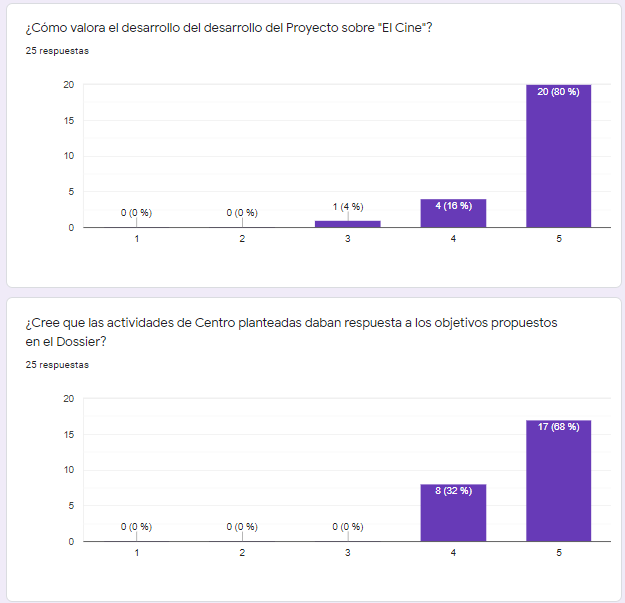 ¿Cómo valora el desarrollo del desarrollo del Proyecto sobre "El Cine"?
25 respuestas
20
15
10
5
0
0 (0 %)
0 (0 %)
1 (4 %)
4 (16 %)
20 (80 %)
1
2
3
4
5
¿Cree que las actividades de Centro planteadas daban respuesta a los objetivos propuestos
en el Dossier?
25 respuestas
20
15
10
5
0
0 (0 %)
0 (0 %)
0 (0 %)
8 (32 %)
17 (68 %)
1
2
3
4
5